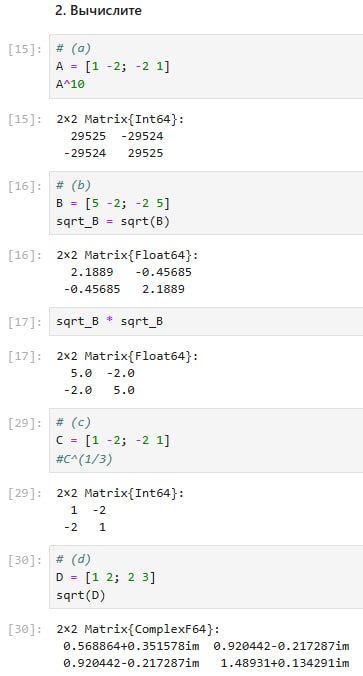 2. Вычислите
[15]: # (a)
A = [1 -2; -2 1]
A^10
[15]: 2×2 Matrix{Int64}:
29525 -29524
-29524 29525
[16]: # (b)
B = [5 -2; -2 5]
sqrt_B = sqrt(B)
[16]: 2×2 Matrix{Float64}:
2.1889 -0.45685
-0.45685 2.1889
[17]: sqrt_B * sqrt_B
[17]: 2×2 Matrix{Float64}:
5.0 -2.0
-2.0 5.0
[29]: # (c)
C = [1 -2; -2 1]
#C^(1/3)
[29]: 2×2 Matrix{Int64}:
1 -2
-2 1
[30]: # (d)
D = [1 2; 2 3]
sqrt(D)
[30]: 2×2 Matrix{ComplexF64}:
0.568864+0.351578im 0.920442-0.217287im
0.920442-0.217287im 1.48931+0.134291im